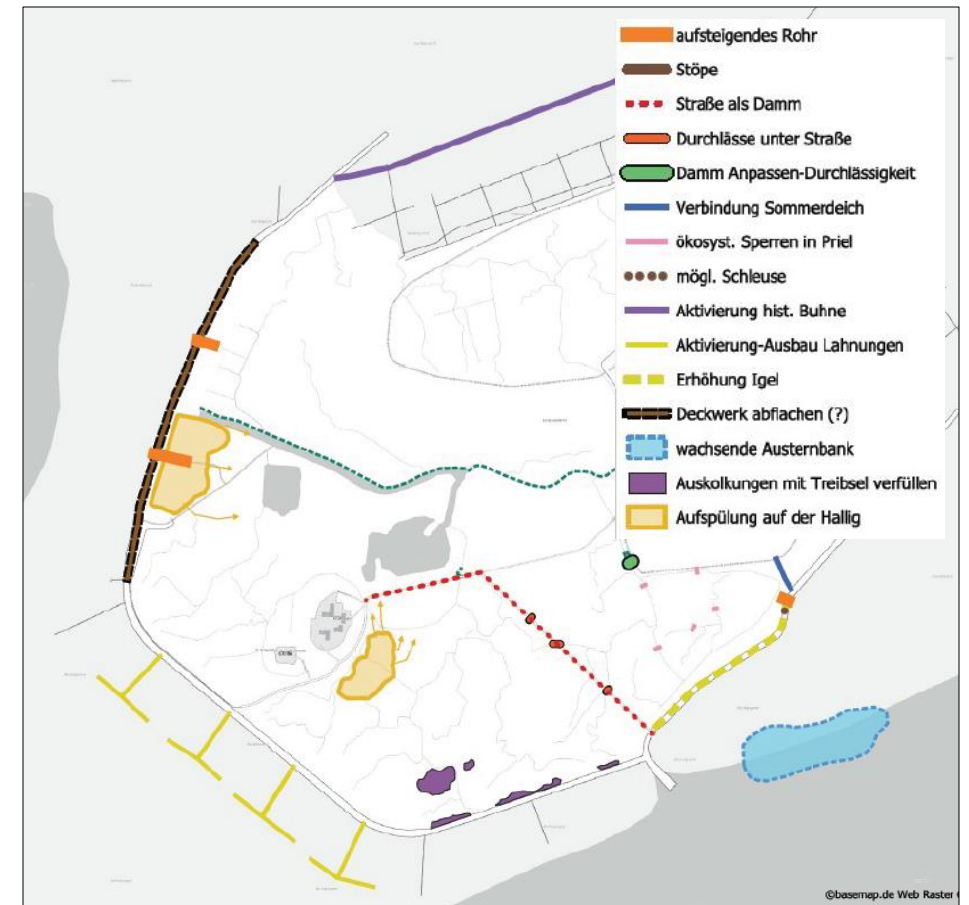 aufsteigendes Rohr
Stöpe
Straße als Damm
Durchlässe unter Straße
Damm Anpassen-Durchlässigkeit
Verbindung Sommerdeich
ökosyst. Sperren in Priel
mögl. Schleuse
Aktivierung hist. Buhne
Aktivierung-Ausbau Lahnungen
Erhöhung Igel
Deckwerk abflachen (?)
wachsende Austernbank
Auskolkungen mit Treibsel verfüllen
Aufspülung auf der Hallig
©basemap.de Web Raster